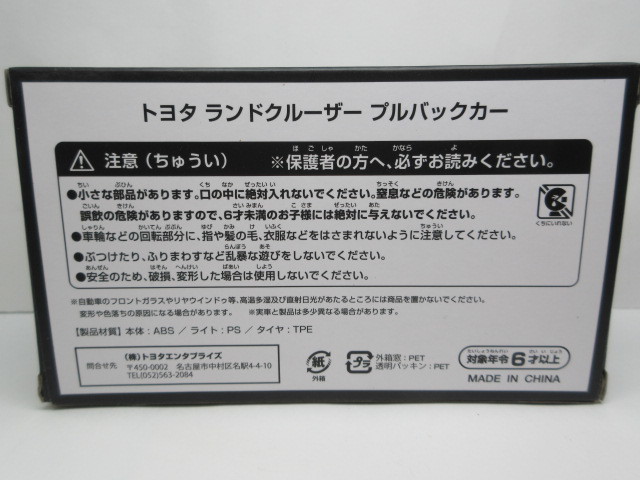 トヨタ ランドクルーザー プルバックカー
注意（ちゅうい） ※保護者の方へ、必ずお読みください。
●小さな部品があります。口の中に絶対入れないでください。窒息などの危険があります。
誤飲の危険がありますので、6才未満のお子様には絶対に与えないでください。
●車輪などの回転部分に、指や髪の毛、衣服などをはさまれないように注意してください。
●ぶつけたり、ふりまわすなど乱暴な遊びをしないでください。
●安全のため、破損、変形した場合は使用しないでください。
くちにいれない
※自動車のフロントガラスやリヤウインドゥ等、高温多湿及び直射日光があたるところには商品を置かないでください。
変形や色落ちの原因になる場合があります。 ※実車と製品は多少異なる場合があります。
【製品材質】本体：ABS / ライト：PS / タイヤ：TPE
問合せ先
(株)トヨタエンタプライズ
〒450-0002 名古屋市中村区名駅4-4-10
TEL(052)563-2084
紙
外箱
プラ
外箱窓：PET
透明パッキン：PET
対象年令6才以上
MADE IN CHINA